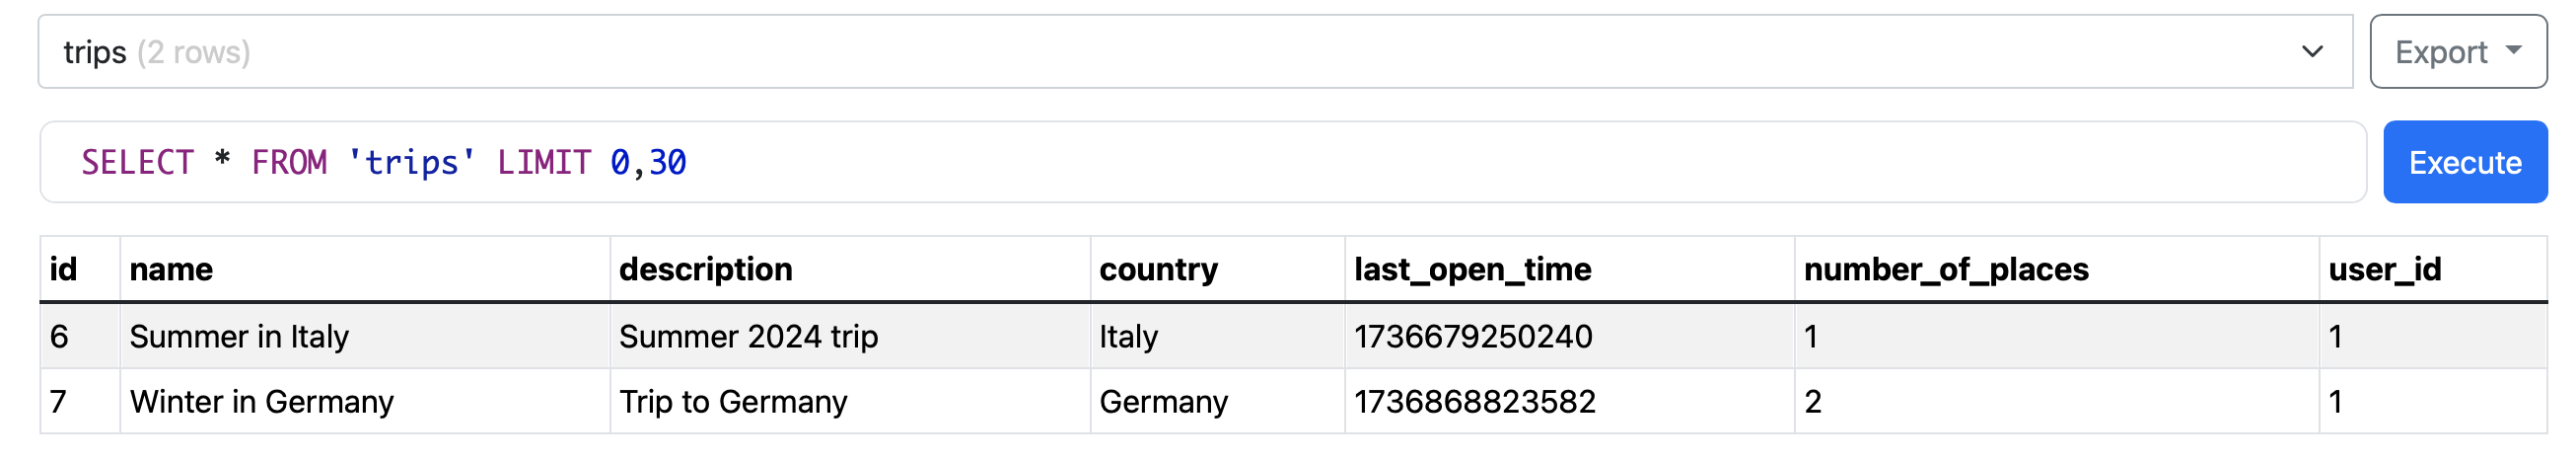 trips (2 rows) Export
SELECT * FROM 'trips' LIMIT 0,30 Execute
id name description country last_open_time number_of_places user_id
6 Summer in Italy Summer 2024 trip Italy 1736679250240 1 1
7 Winter in Germany Trip to Germany Germany 1736868823582 2 1